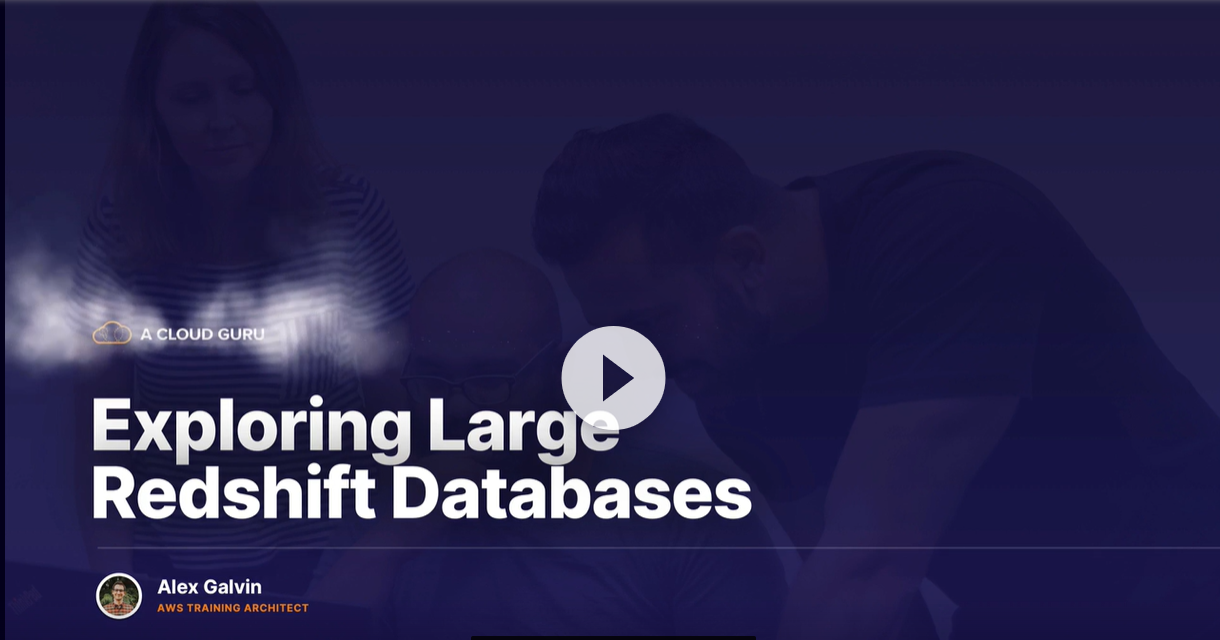 A CLOUD GURU
Exploring Large
Redshift Databases
Alex Galvin
AWS TRAINING ARCHITECT